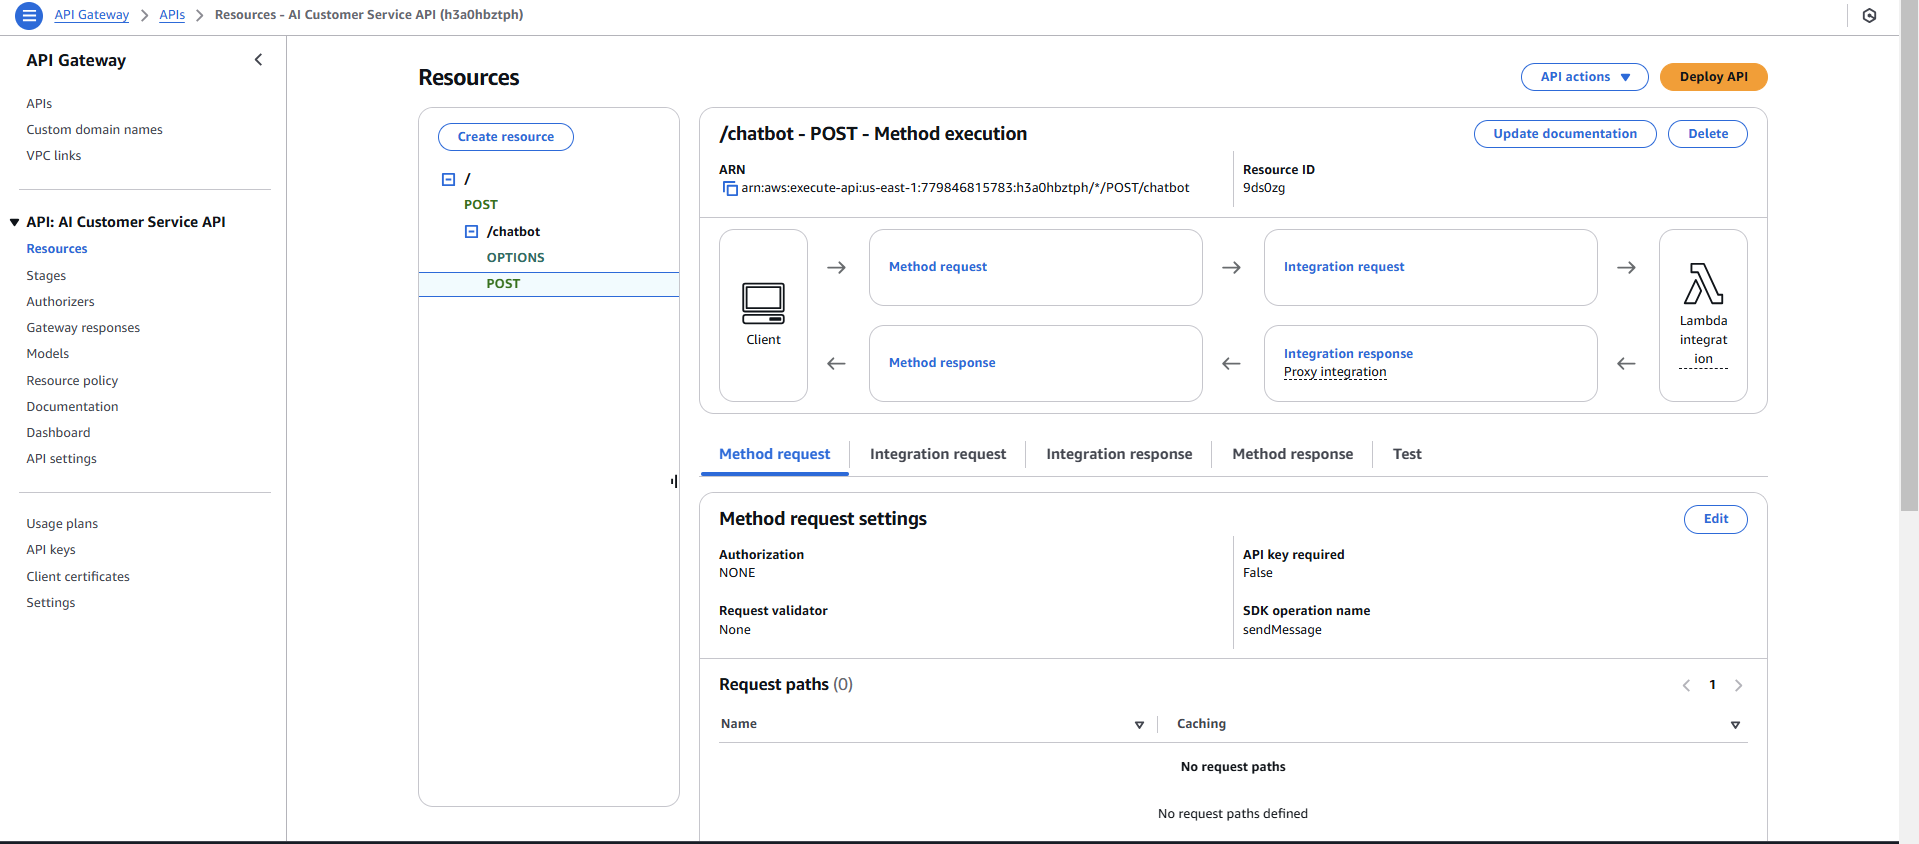 API Gateway > APIs > Resources - AI Customer Service API (h3a0hbztph)
API Gateway
APIs
Custom domain names
VPC links
API: AI Customer Service API
Resources
Stages
Authorizers
Gateway responses
Models
Resource policy
Documentation
Dashboard
API settings
Usage plans
API keys
Client certificates
Settings
Resources
API actions
Deploy API
Create resource
/
POST
/chatbot
OPTIONS
POST
/chatbot - POST - Method execution
Update documentation
Delete
ARN
arn:aws:execute-api:us-east-1:779846815783:h3a0hbztph/*/POST/chatbot
Resource ID
9ds0zg
Client
Method request
Integration request
Method response
Integration response
Proxy integration
Lambda
integrat
ion
Method request
Integration request
Integration response
Method response
Test
Method request settings
Edit
Authorization
NONE
API key required
False
Request validator
None
SDK operation name
sendMessage
Request paths (0)
1
Name
Caching
No request paths
No request paths defined